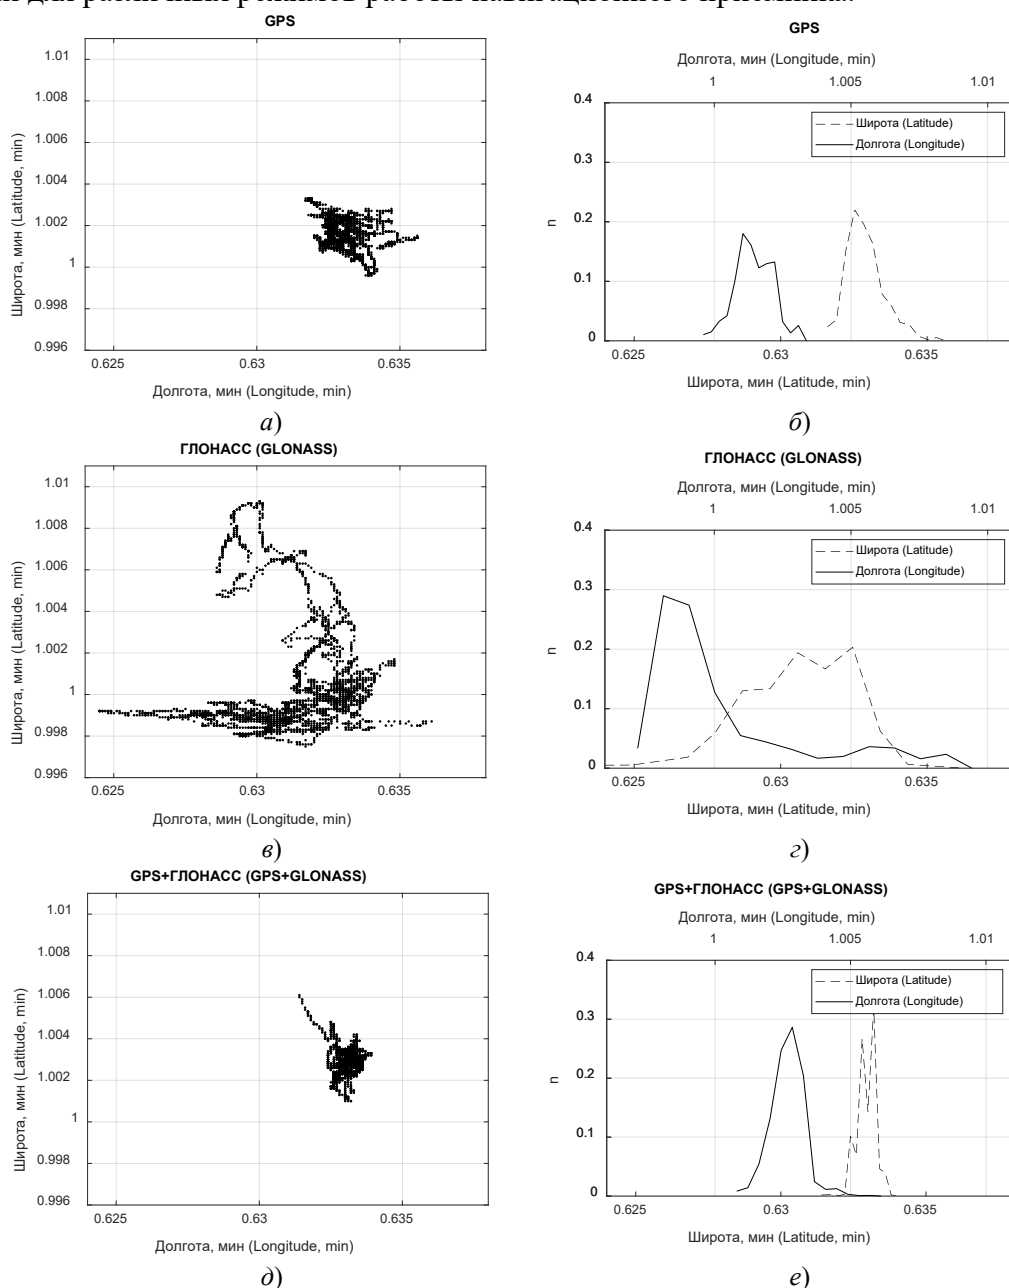 для различных режимов работы навигационного приемника.
GPS
1.01
1.008
1.006
1.004
1.002
1
0.998
0.996
Широта, мин (Latitude, min)
0.625
0.63
0.635
Долгота, мин (Longitude, min)
а)
GPS
Долгота, мин (Longitude, min)
1
1.005
1.01
0.4
0.3
0.2
0.1
0
n
Широта (Latitude)
Долгота (Longitude)
0.625
0.63
0.635
Широта, мин (Latitude, min)
б)
ГЛОНАСС (GLONASS)
1.01
1.008
1.006
1.004
1.002
1
0.998
0.996
Широта, мин (Latitude, min)
0.625
0.63
0.635
Долгота, мин (Longitude, min)
в)
ГЛОНАСС (GLONASS)
Долгота, мин (Longitude, min)
1
1.005
1.01
0.4
0.3
0.2
0.1
0
n
Широта (Latitude)
Долгота (Longitude)
0.625
0.63
0.635
Широта, мин (Latitude, min)
г)
GPS+ГЛОНАСС (GPS+GLONASS)
1.01
1.008
1.006
1.004
1.002
1
0.998
0.996
Широта, мин (Latitude, min)
0.625
0.63
0.635
Долгота, мин (Longitude, min)
д)
GPS+ГЛОНАСС (GPS+GLONASS)
Долгота, мин (Longitude, min)
1
1.005
1.01
0.4
0.3
0.2
0.1
0
n
Широта (Latitude)
Долгота (Longitude)
0.625
0.63
0.635
Широта, мин (Latitude, min)
е)